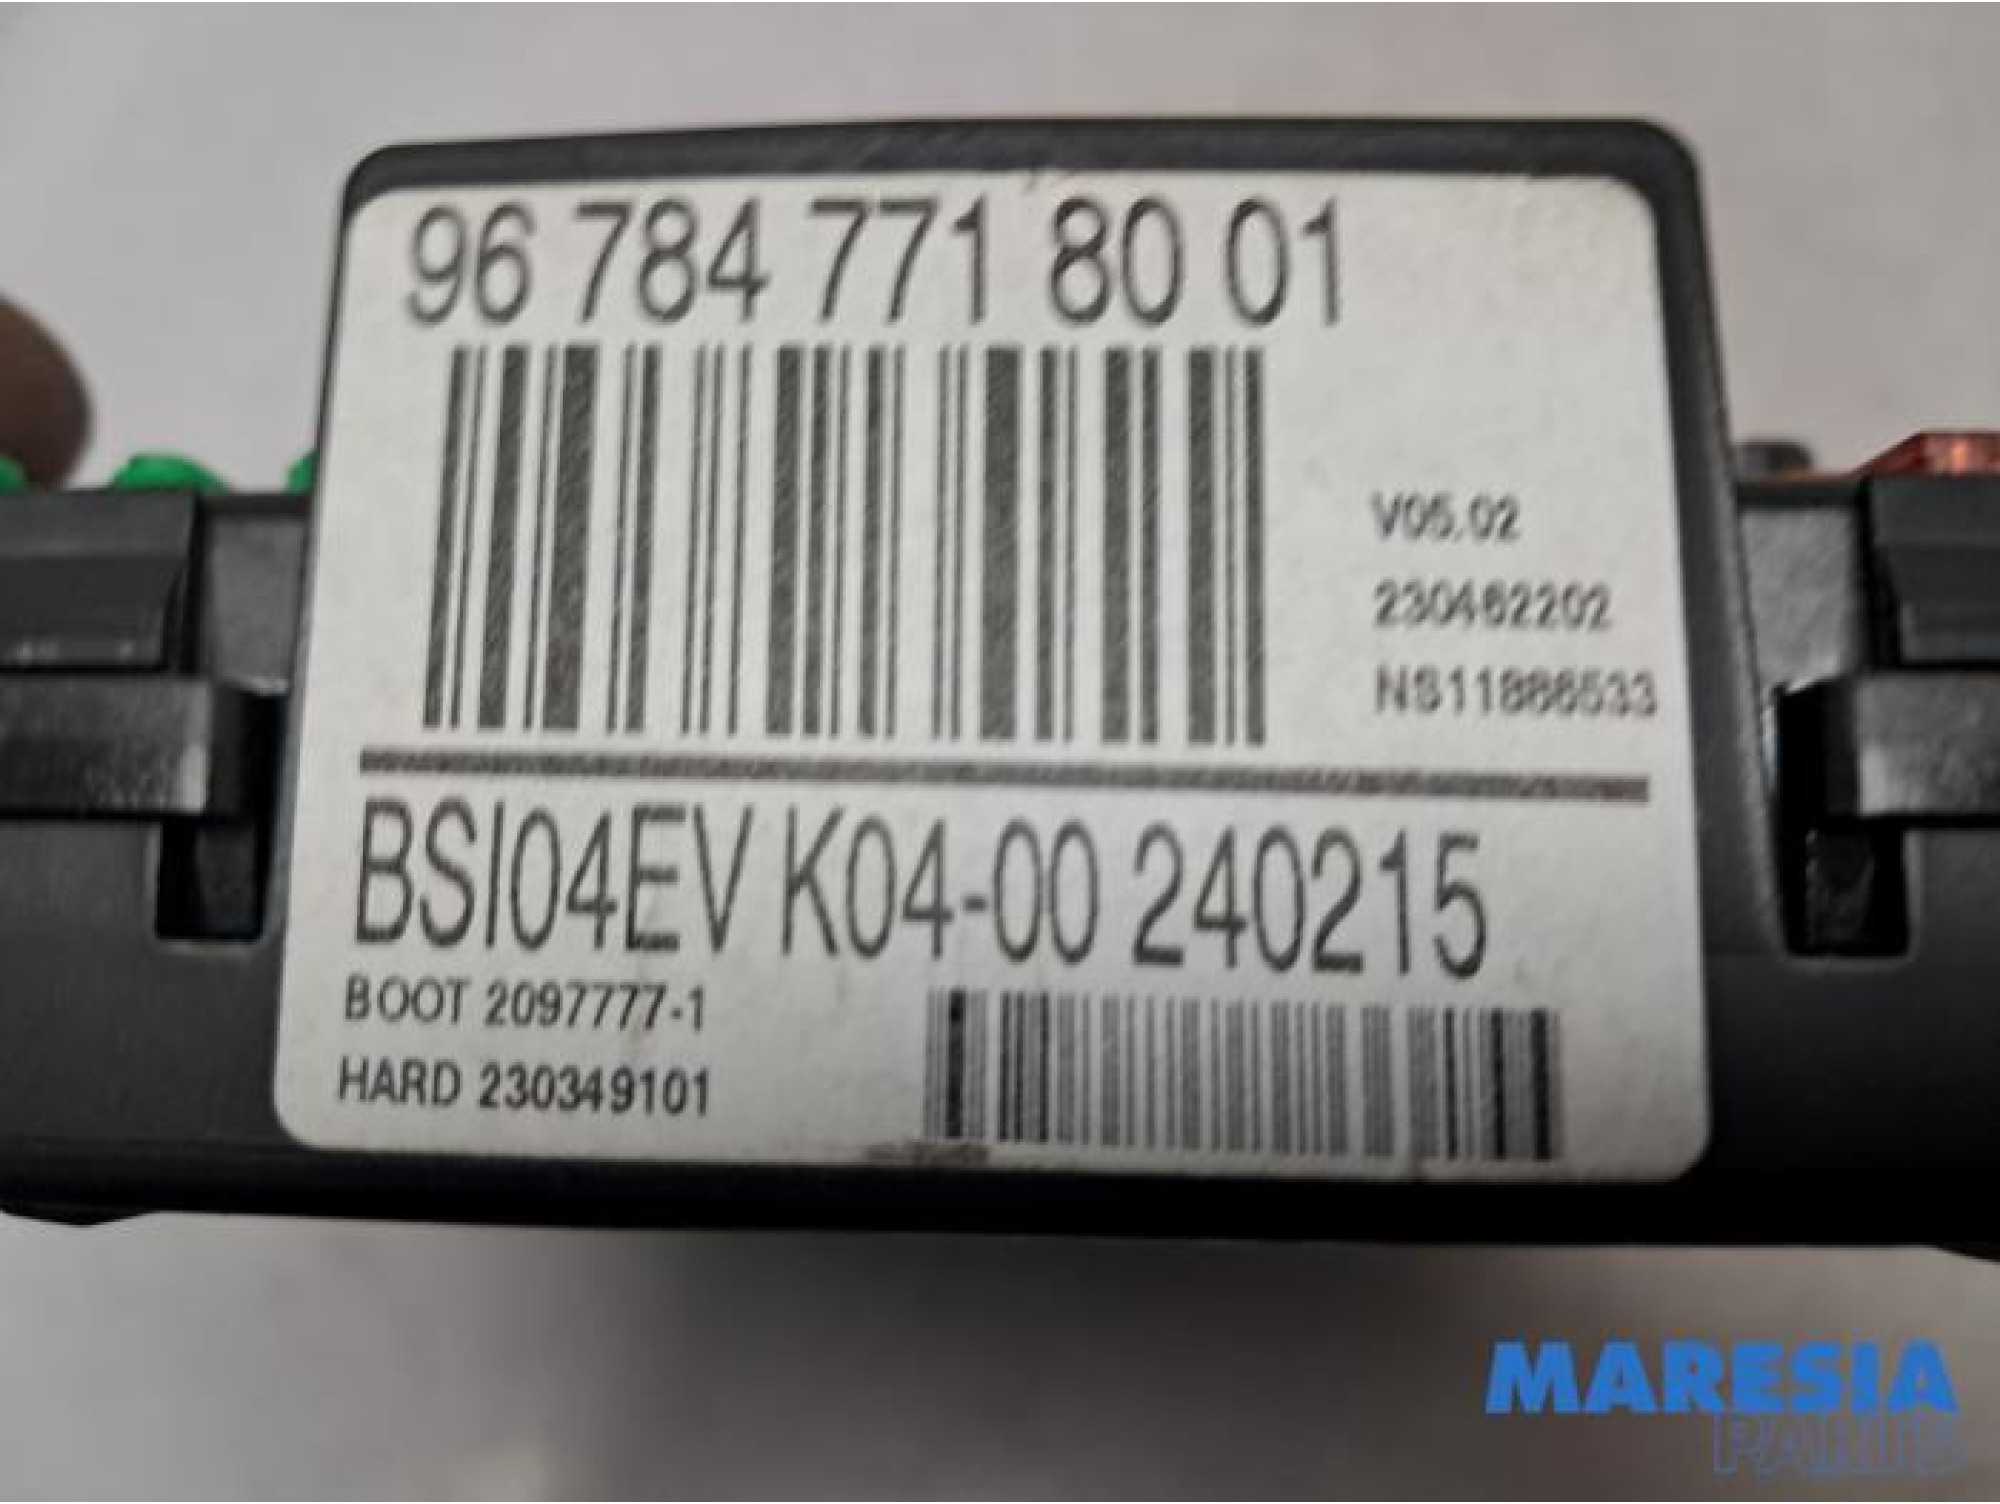 96 784 771 80 01
V05.02
230462202
NS11886533
BSI04EV K04-00 240215
BOOT 2097777-1
HARD 230349101
MARESIA
PARTS